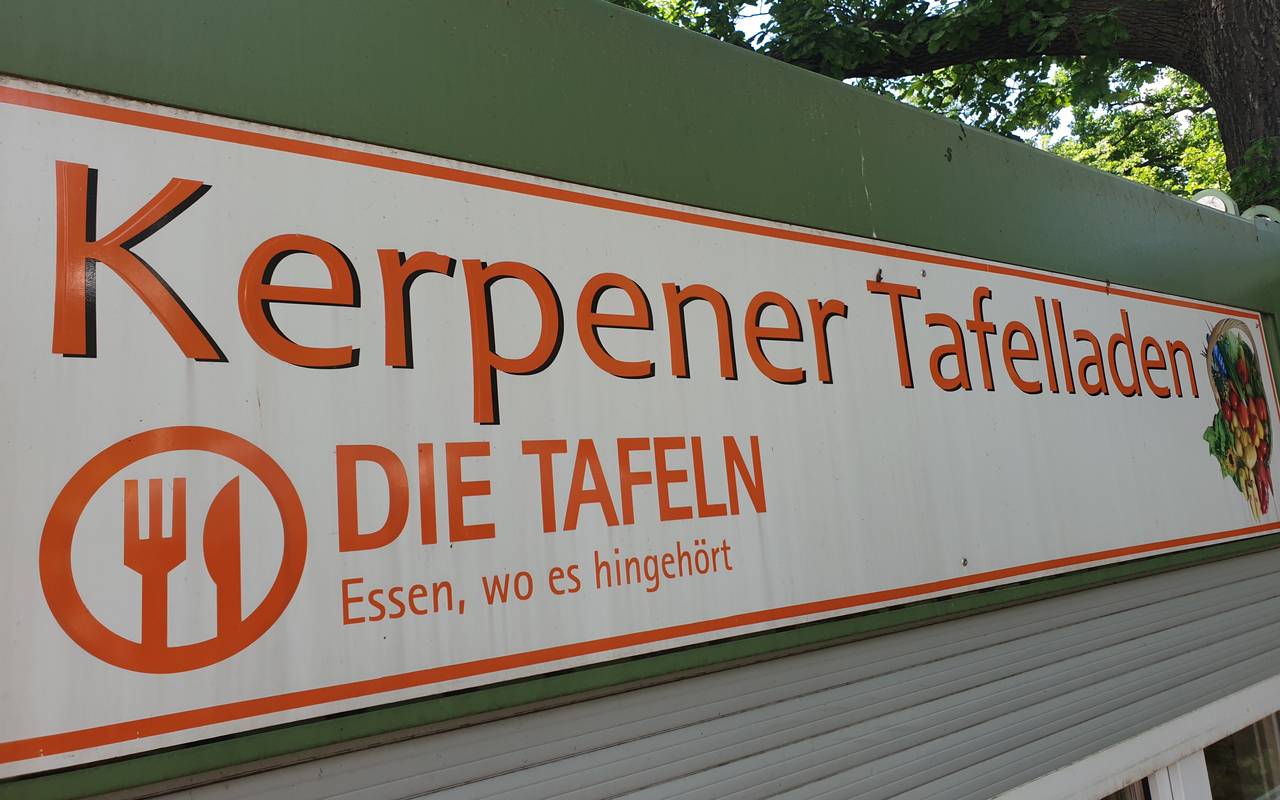 Kerpener Tafelladen
DIE TAFELN
Essen, wo es hingehört